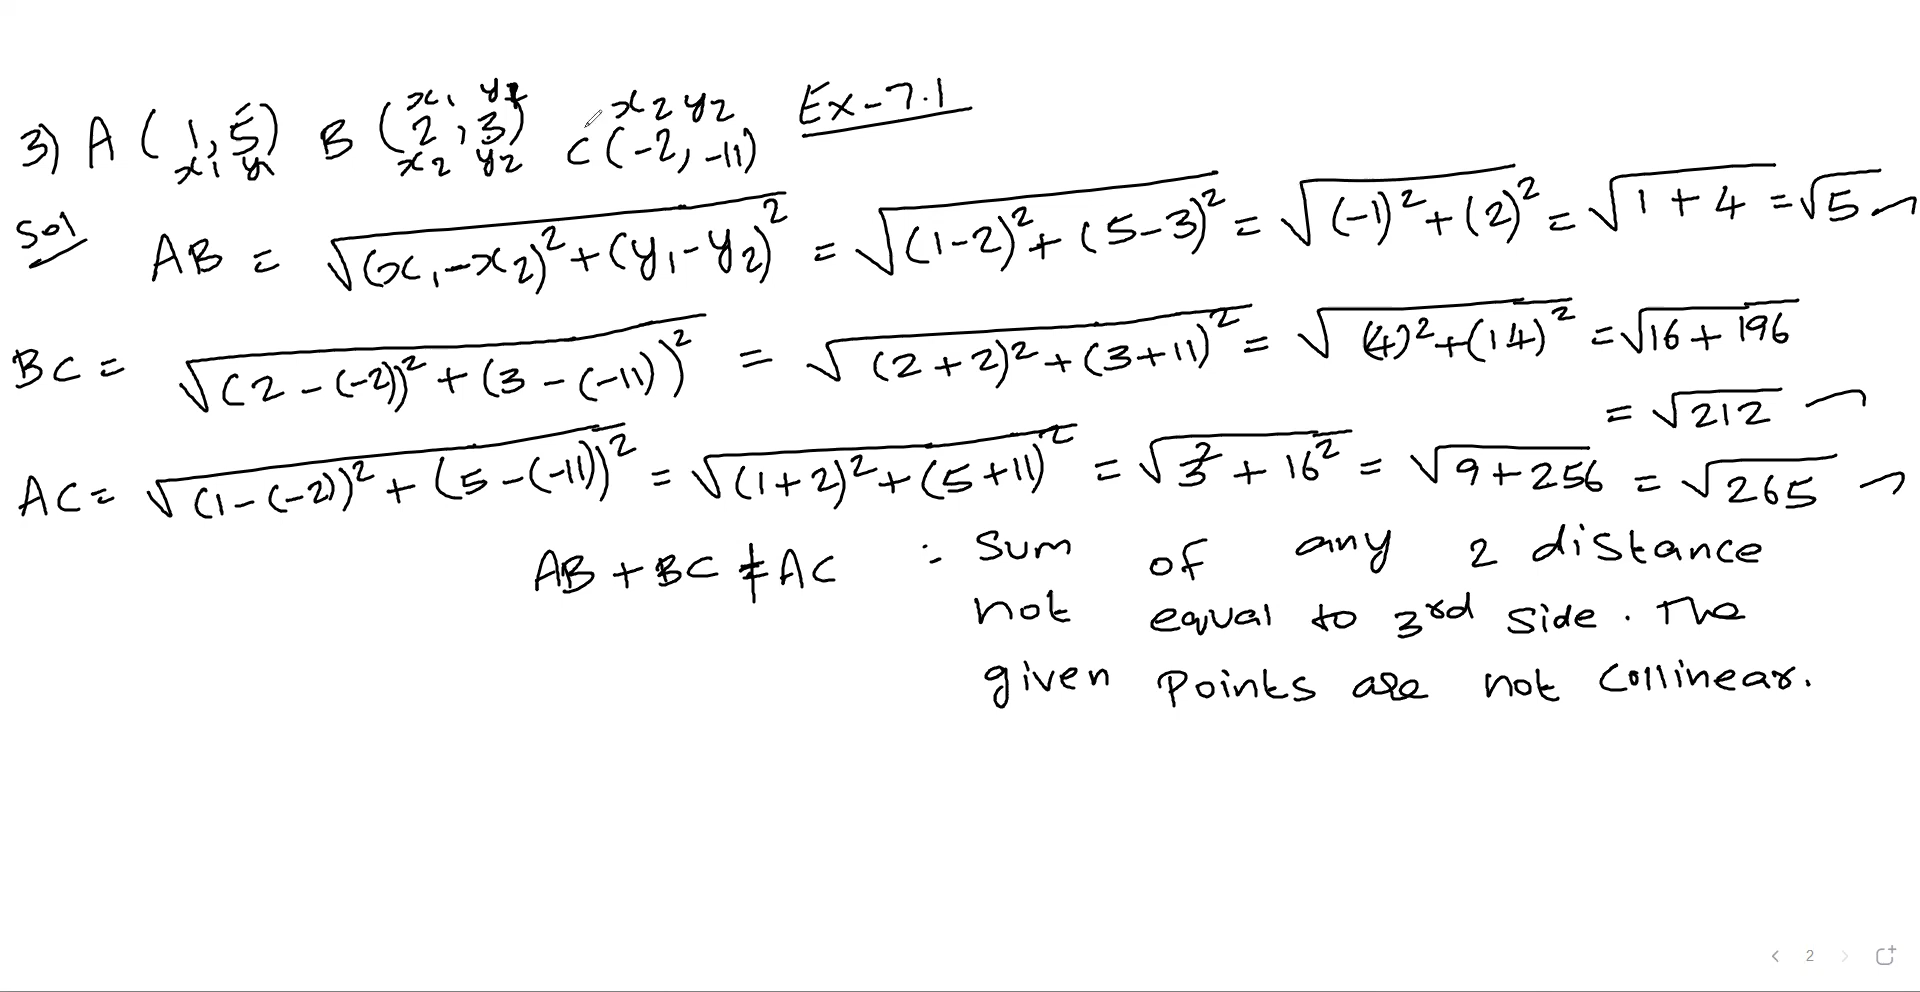 x₁ y₁ x₂ y₂ Ex-7.1
3) A (1,5) B (2,3) C(-2,-11)
x₁ y₁ x₂ y₂
Sol
AB = √(x₁-x₂)²+(y₁-y₂)² = √(1-2)²+(5-3)² = √(-1)²+(2)² = √1+4 = √5
BC = √(2-(-2))²+(3-(-11))² = √(2+2)²+(3+11)² = √(4)²+(14)² = √16+196
= √212
AC = √(1-(-2))²+(5-(-11))² = √(1+2)²+(5+11)² = √3²+16² = √9+256 = √265
AB+BC ≠ AC
∵ Sum of any 2 distance
not equal to 3rd side. The
given points are not collinear.
2